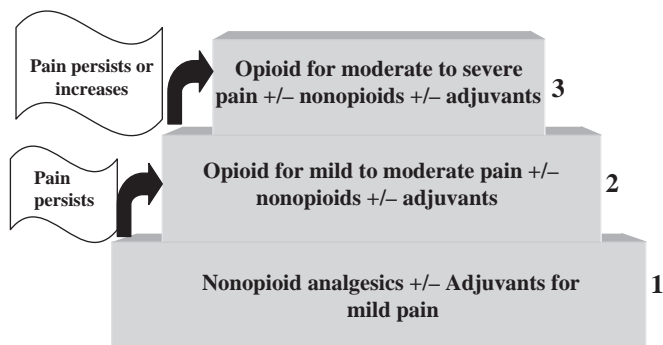 Pain persists or
increases
Opioid for moderate to severe
pain +/– nonopioids +/– adjuvants
3
Pain
persists
Opioid for mild to moderate pain +/–
nonopioids +/– adjuvants
2
Nonopioid analgesics +/– Adjuvants for
mild pain
1